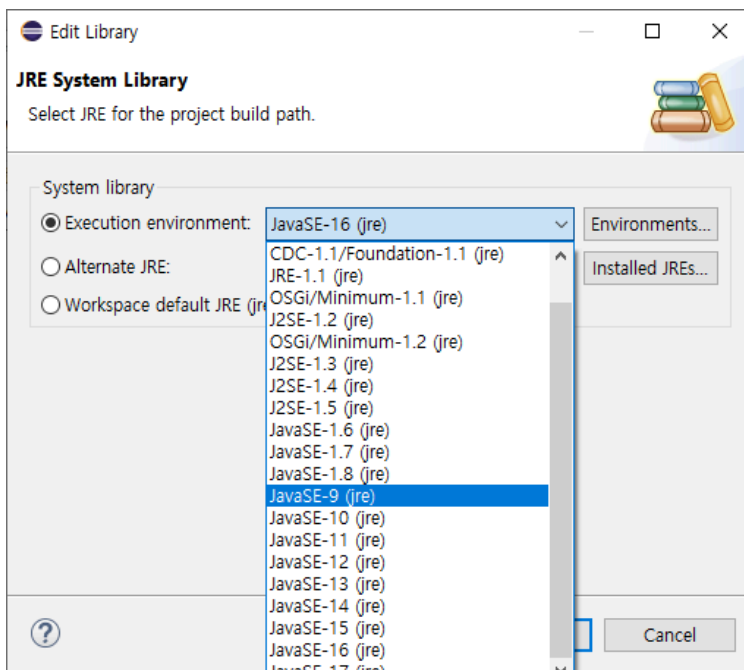 Edit Library
JRE System Library
Select JRE for the project build path.
System library
Execution environment:
JavaSE-16 (jre)
Environments...
Alternate JRE:
Installed JREs...
Workspace default JRE (jre
CDC-1.1/Foundation-1.1 (jre)
JRE-1.1 (jre)
OSGi/Minimum-1.1 (jre)
J2SE-1.2 (jre)
OSGi/Minimum-1.2 (jre)
J2SE-1.3 (jre)
J2SE-1.4 (jre)
J2SE-1.5 (jre)
JavaSE-1.6 (jre)
JavaSE-1.7 (jre)
JavaSE-1.8 (jre)
JavaSE-9 (jre)
JavaSE-10 (jre)
JavaSE-11 (jre)
JavaSE-12 (jre)
JavaSE-13 (jre)
JavaSE-14 (jre)
JavaSE-15 (jre)
JavaSE-16 (jre)
JavaSE-17 (jre)
?
Cancel